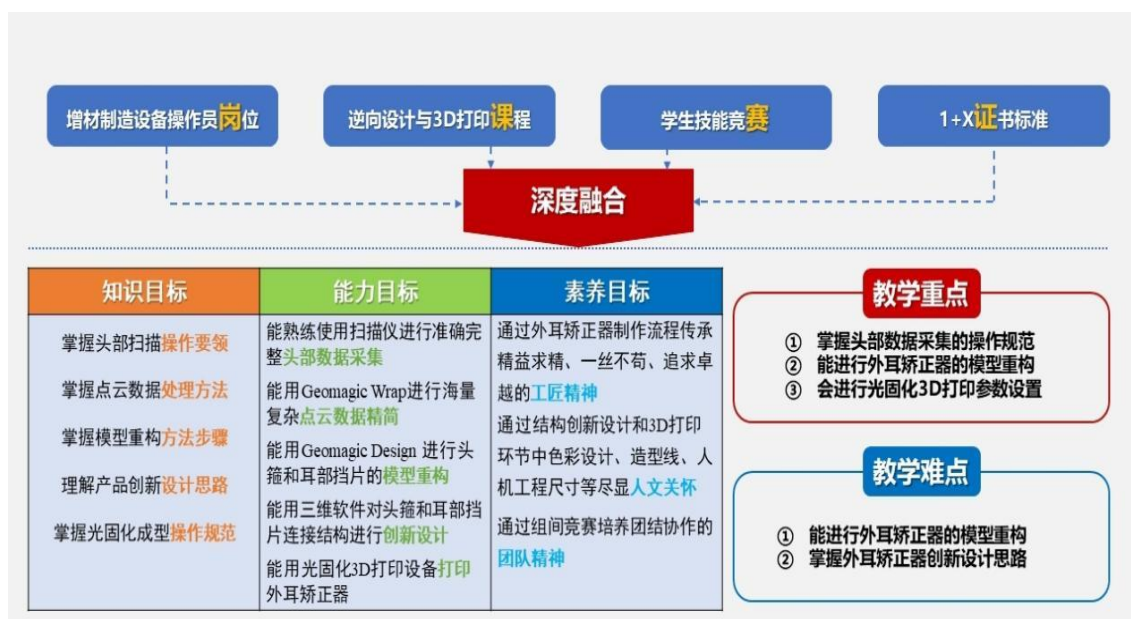 增材制造设备操作员岗位
逆向设计与3D打印课程
学生技能竞赛
1+X证书标准
深度融合
知识目标
掌握头部扫描操作要领
掌握点云数据处理方法
掌握模型重构方法步骤
理解产品创新设计思路
掌握光固化成型操作规范
能力目标
能熟练使用扫描仪进行准确完
整头部数据采集
能用Geomagic Wrap进行海量
复杂点云数据精简
能用Geomagic Design 进行头
箍和耳部挡片的模型重构
能用三维软件对头箍和耳部挡
片连接结构进行创新设计
能用光固化3D打印设备打印
外耳矫正器
素养目标
通过外耳矫正器制作流程传承
精益求精、一丝不苟、追求卓
越的工匠精神
通过结构创新设计和3D打印
环节中色彩设计、造型线、人
机工程尺寸等尽显人文关怀
通过组间竞赛培养团结协作的
团队精神
教学重点
① 掌握头部数据采集的操作规范
② 能进行外耳矫正器的模型重构
③ 会进行光固化3D打印参数设置
教学难点
① 能进行外耳矫正器的模型重构
② 掌握外耳矫正器创新设计思路